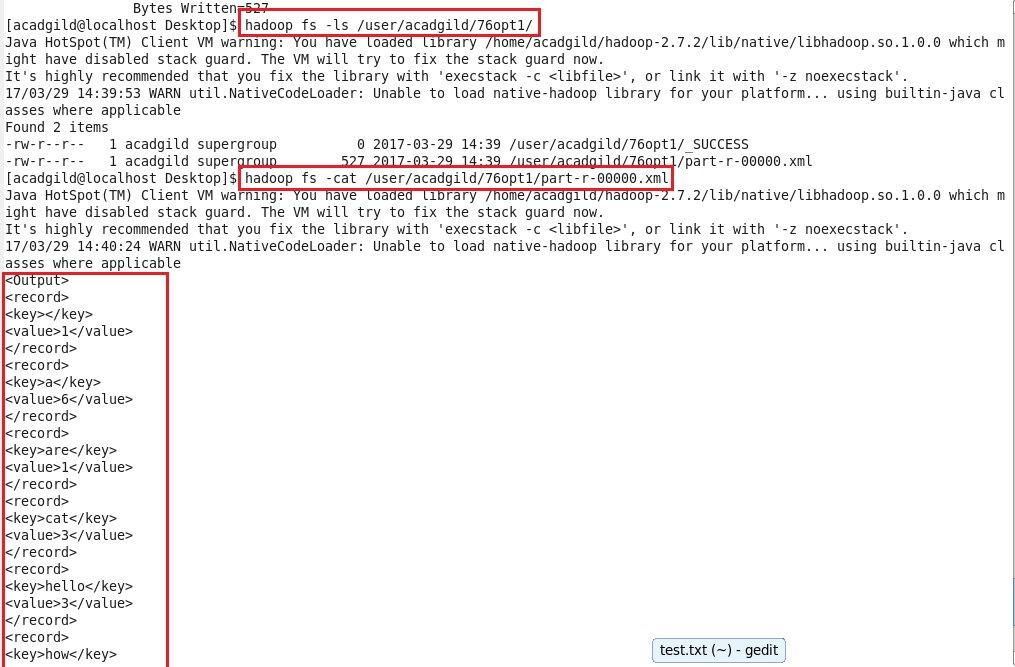 Bytes Written=527
[acadgild@localhost Desktop]$ hadoop fs -ls /user/acadgild/76opt1/
Java HotSpot(TM) Client VM warning: You have loaded library /home/acadgild/hadoop-2.7.2/lib/native/libhadoop.so.1.0.0 which m
ight have disabled stack guard. The VM will try to fix the stack guard now.
It's highly recommended that you fix the library with 'execstack -c <libfile>', or link it with '-z noexecstack'.
17/03/29 14:39:53 WARN util.NativeCodeLoader: Unable to load native-hadoop library for your platform... using builtin-java cl
asses where applicable
Found 2 items
-rw-r--r--   1 acadgild supergroup          0 2017-03-29 14:39 /user/acadgild/76opt1/_SUCCESS
-rw-r--r--   1 acadgild supergroup        527 2017-03-29 14:39 /user/acadgild/76opt1/part-r-00000.xml
[acadgild@localhost Desktop]$ hadoop fs -cat /user/acadgild/76opt1/part-r-00000.xml
Java HotSpot(TM) Client VM warning: You have loaded library /home/acadgild/hadoop-2.7.2/lib/native/libhadoop.so.1.0.0 which m
ight have disabled stack guard. The VM will try to fix the stack guard now.
It's highly recommended that you fix the library with 'execstack -c <libfile>', or link it with '-z noexecstack'.
17/03/29 14:40:24 WARN util.NativeCodeLoader: Unable to load native-hadoop library for your platform... using builtin-java cl
asses where applicable
<Output>
<record>
<key></key>
<value>1</value>
</record>
<record>
<key>a</key>
<value>6</value>
</record>
<record>
<key>are</key>
<value>1</value>
</record>
<record>
<key>cat</key>
<value>3</value>
</record>
<record>
<key>hello</key>
<value>3</value>
</record>
<record>
<key>how</key>
test.txt (~) - gedit